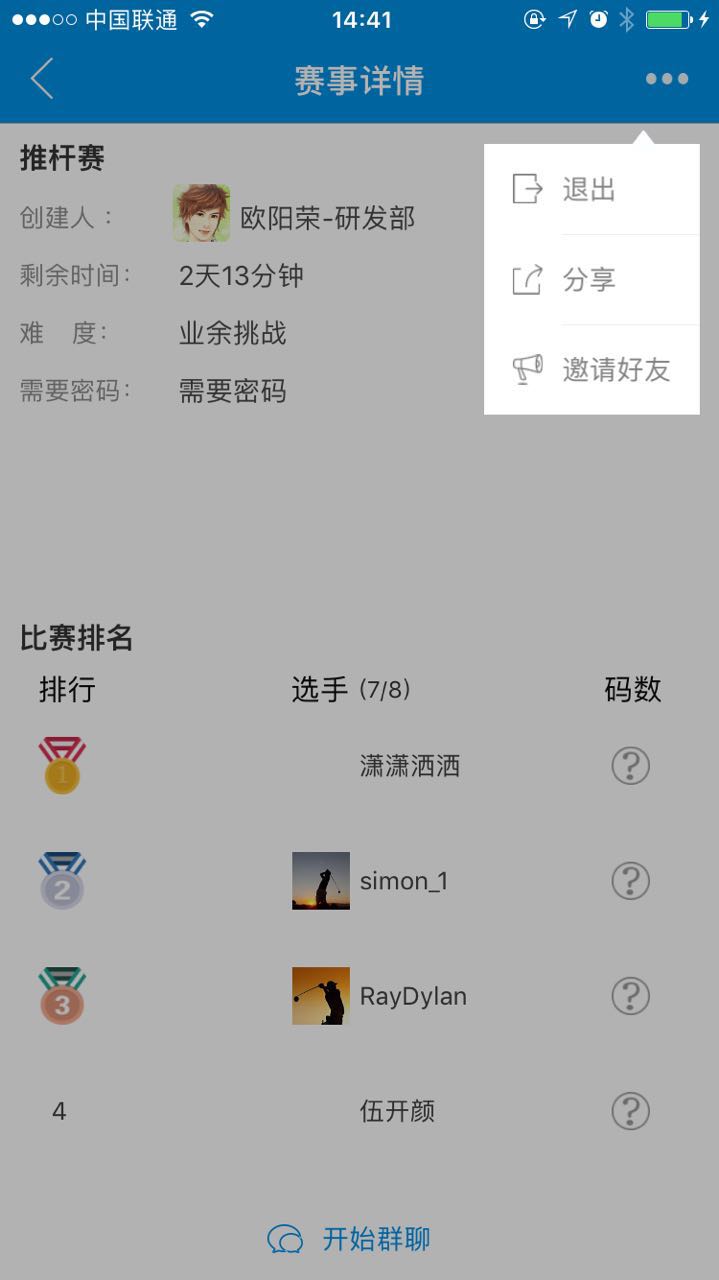 中国联通 14:41
赛事详情
推杆赛
创建人： 欧阳荣-研发部
剩余时间： 2天13分钟
难 度： 业余挑战
需要密码： 需要密码
退出
分享
邀请好友
比赛排名
排行 选手 (7/8) 码数
1 潇潇洒洒 ?
2 simon_1 ?
3 RayDylan ?
4 伍开颜 ?
开始群聊